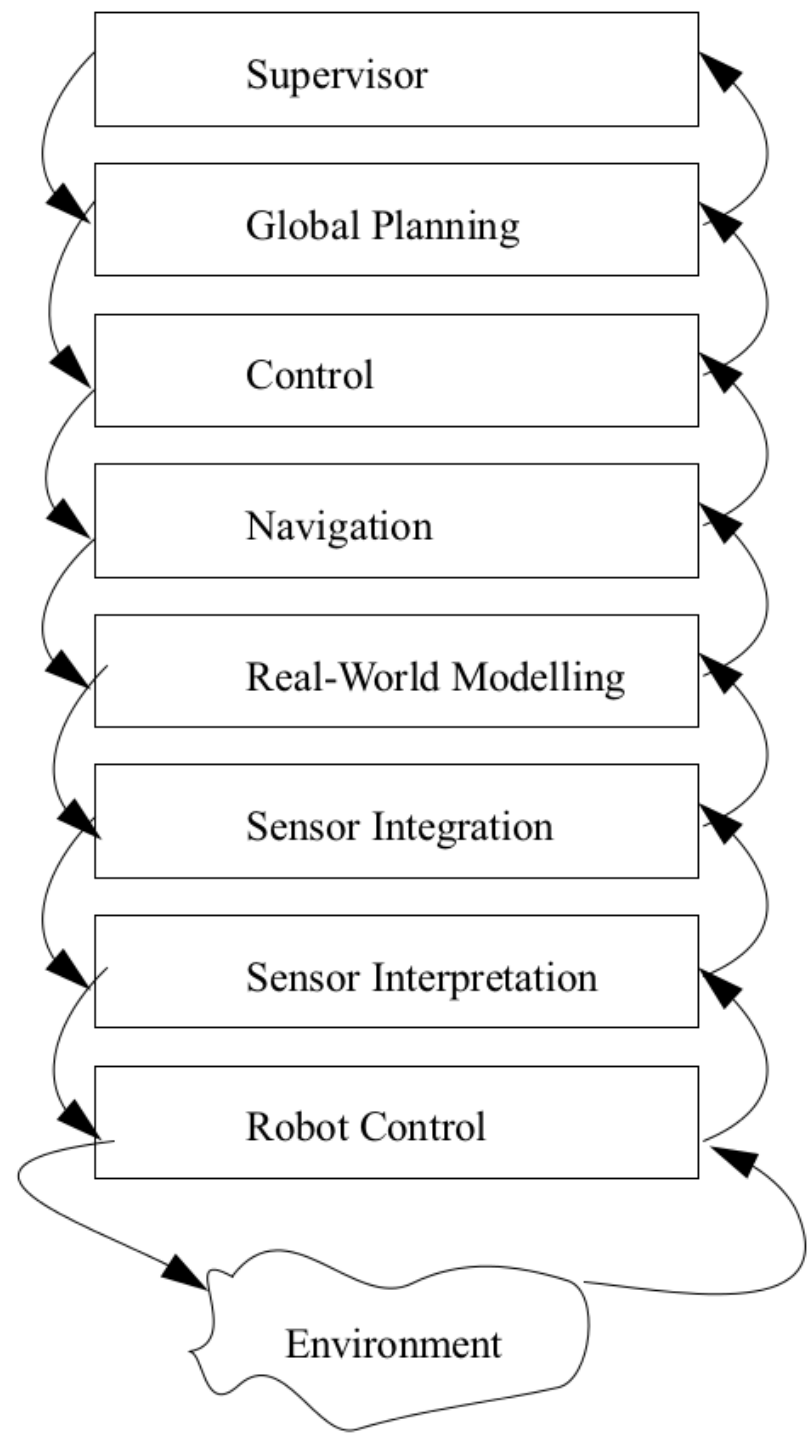 Supervisor
Global Planning
Control
Navigation
Real-World Modelling
Sensor Integration
Sensor Interpretation
Robot Control
Environment